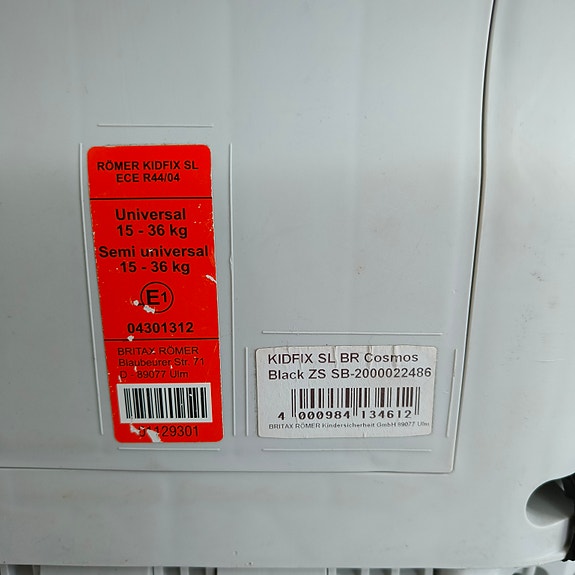 RÖMER KIDFIX SL
ECE R44/04
Universal
15 - 36 kg
Semi universal
15 - 36 kg
E1
04301312
BRITAX RÖMER
Blaubeurer Str. 71
D - 89077 Ulm
KIDFIX SL BR Cosmos
Black ZS SB-2000022486
4 000984 134612
BRITAX RÖMER Kindersicherheit GmbH 89077 Ulm